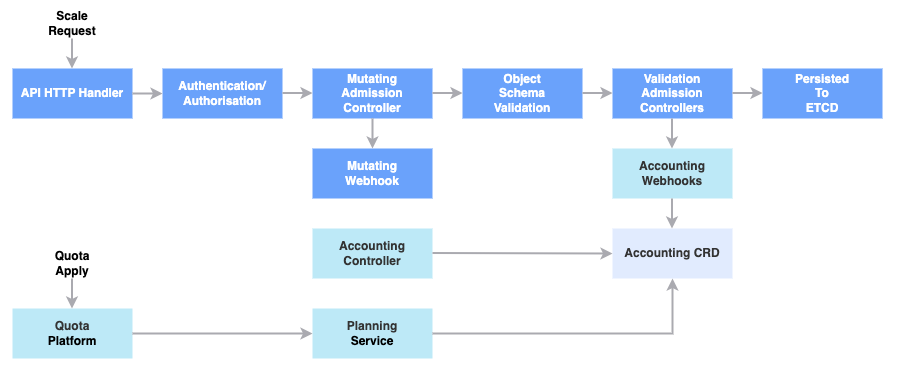 Scale
Request
API HTTP Handler
Authentication/
Authorisation
Mutating
Admission
Controller
Object
Schema
Validation
Validation
Admission
Controllers
Persisted
To
ETCD
Mutating
Webhook
Accounting
Webhooks
Accounting
Controller
Accounting CRD
Quota
Apply
Quota
Platform
Planning
Service